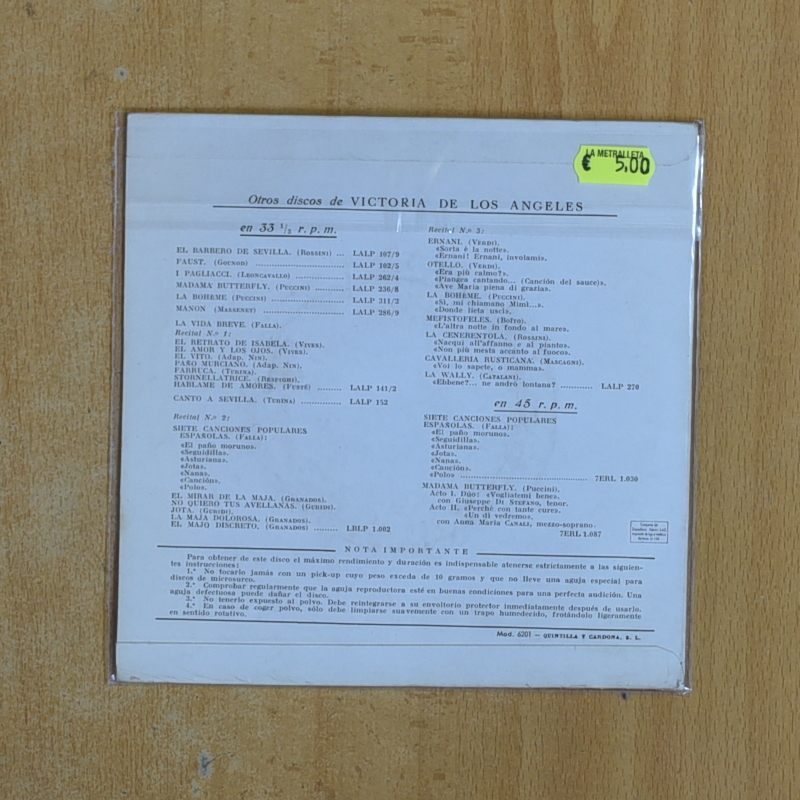 LA METRALLETA
€ 5,00
Otros discos de VICTORIA DE LOS ANGELES
en 33 1/3 r. p. m.
EL BARBERO DE SEVILLA. (Rossini) ... LALP 107/9
FAUST. (Gounod) ........ LALP 102/5
I PAGLIACCI. (Leoncavallo) ........ LALP 262/4
MADAMA BUTTERFLY. (Puccini) ........ LALP 236/8
LA BOHÈME (Puccini) ........ LALP 311/2
MANON (Massenet) ........ LALP 286/9
LA VIDA BREVE. (Falla).
Recital N.º 1:
EL RETRATO DE ISABELA. (Vives).
EL AMOR Y LOS OJOS. (Vives).
EL VITO. (Adap. Nin).
PAÑO MURCIANO. (Adap. Nin).
FARRUCA. (Turina).
STORNELLATRICE. (Respighi).
HABLAME DE AMORES. (Fusté) ........ LALP 141/2
CANTO A SEVILLA. (Turina) ........ LALP 152
Recital N.º 2:
SIETE CANCIONES POPULARES
ESPAÑOLAS. (Falla):
«El paño moruno».
«Seguidilla».
«Asturiana».
«Jota».
«Nana».
«Canción».
«Polo».
EL MIRAR DE LA MAJA. (Granados).
NO QUIERO TUS AVELLANAS. (Guridi).
JOTA. (Guridi).
LA MAJA DOLOROSA. (Granados).
EL MAJO DISCRETO. (Granados) ........ LBLP 1.002
Recital N.º 3:
ERNANI. (Verdi).
«Sorta è la notte».
«Ernani! Ernani, involami».
OTELLO. (Verdi).
«Era più calmo?».
«Piangea cantando... (Canción del sauce)».
«Ave Maria piena di grazia».
LA BOHÈME. (Puccini).
«Sì, mi chiamano Mimì...».
«Donde lieta uscì».
MEFISTOFELES. (Boïto).
«L'altra notte in fondo al mare».
LA CENERENTOLA. (Rossini).
«Nacqui all'affanno e al pianto».
«Non più mesta accanto al fuoco».
CAVALLERIA RUSTICANA. (Mascagni).
«Voi lo sapete, o mamma».
LA WALLY. (Catalani).
«Ebbene?... ne andrò lontana? ........ LALP 270
en 45 r. p. m.
SIETE CANCIONES POPULARES
ESPAÑOLAS. (Falla):
«El paño moruno».
«Seguidilla».
«Asturiana».
«Jota».
«Nana».
«Canción».
«Polo» ........ 7ERL 1.030
MADAMA BUTTERFLY. (Puccini).
Acto I. Dúo: «Vogliatemi bene».
con Giuseppe Di Stefano, tenor.
Acto II. «Perchè con tante cure».
«Un di vedremo».
con Anna Maria Canali, mezzo-soprano.
7ERL 1.087
NOTA IMPORTANTE
Para obtener de este disco el máximo rendimiento y duración es indispensable atenerse estrictamente a las siguien-
tes instrucciones:
1.ª No tocarlo jamás con un pick-up cuyo peso exceda de 10 gramos y que no lleve una aguja especial para
discos de microsurco.
2.ª Comprobar regularmente que la aguja reproductora esté en buenas condiciones para una perfecta audición. Una
aguja defectuosa puede dañar el disco.
3.ª No tenerlo expuesto al polvo. Debe reintegrarse a su envoltorio protector inmediatamente después de usarlo.
4.ª En caso de coger polvo, sólo debe limpiarse suavemente con un trapo humedecido, frotándolo ligeramente
en sentido rotativo.
Mod. 6201 — QUINTILLA Y CARDONA, S. L.